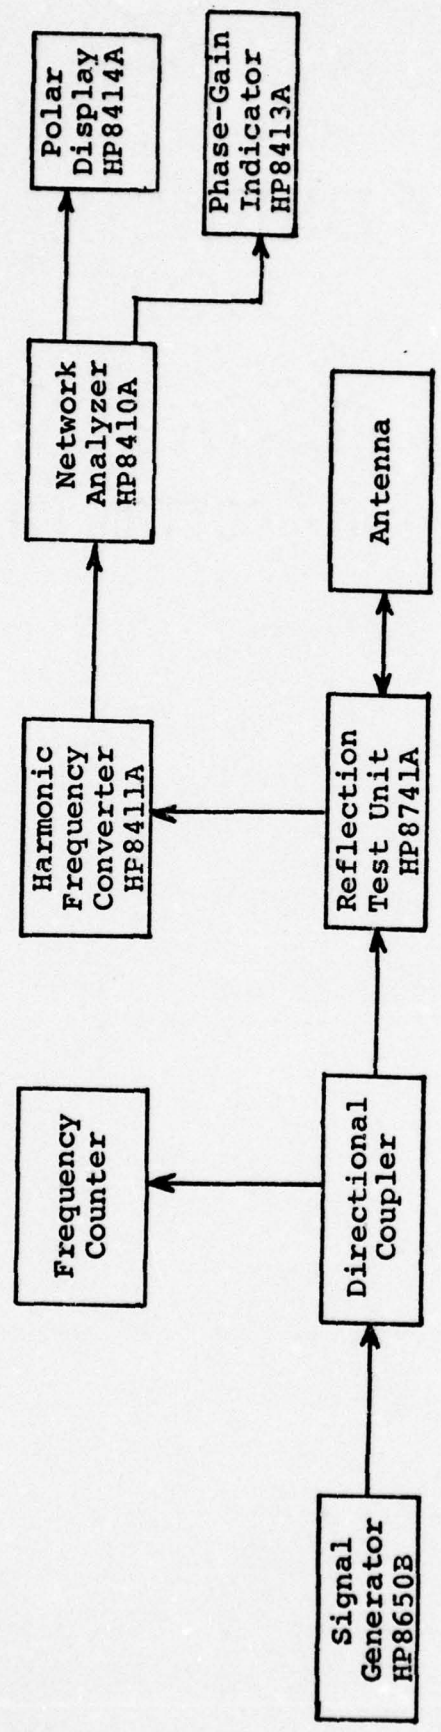 Polar
Display
HP8414A
Phase-Gain
Indicator
HP8413A
Network
Analyzer
HP8410A
Antenna
Harmonic
Frequency
Converter
HP8411A
Reflection
Test Unit
HP8741A
Frequency
Counter
Directional
Coupler
Signal
Generator
HP8650B